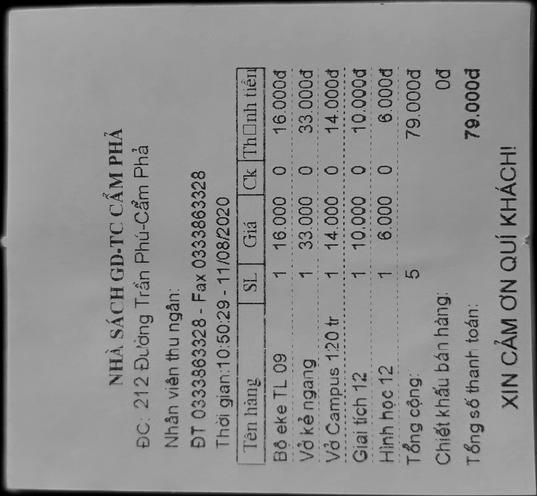 NHÀ SÁCH GD-TC CẨM PHẢ
ĐC: 212 Đường Trần Phú-Cẩm Phả
Nhân viên thu ngân:
ĐT 0333863328 - Fax 0333863328
Thời gian:10:50:29 - 11/08/2020
Tên hàng SL Giá Ck Th□nh tiền
Bộ eke TL 09 1 16.000 0 16.000đ
Vở kẻ ngang 1 33.000 0 33.000đ
Vở Campus 120 tr 1 14.000 0 14.000đ
Giai tích 12 1 10.000 0 10.000đ
Hình học 12 1 6.000 0 6.000đ
Tổng cộng: 5 79.000đ
Chiết khấu bán hàng: 0đ
Tổng số thanh toán: 79.000đ
XIN CẢM ƠN QUÍ KHÁCH!